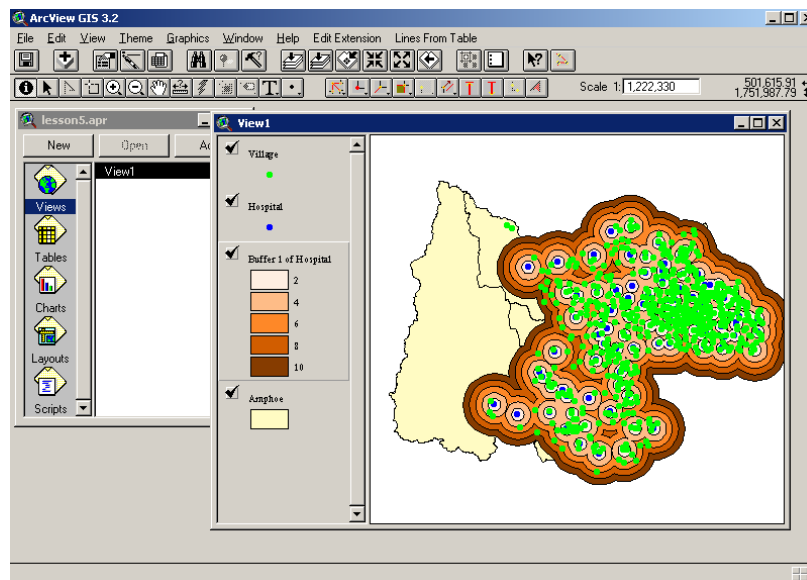 ArcView GIS 3.2
File Edit View Theme Graphics Window Help Edit Extension Lines From Table
Scale 1: 1,222,330
501,615.91
1,751,987.79
lesson5.apr
New Open
View1
Views
Tables
Charts
Layouts
Scripts
View1
Village
Hospital
Buffer 1 of Hospital
2
4
6
8
10
Amphoe